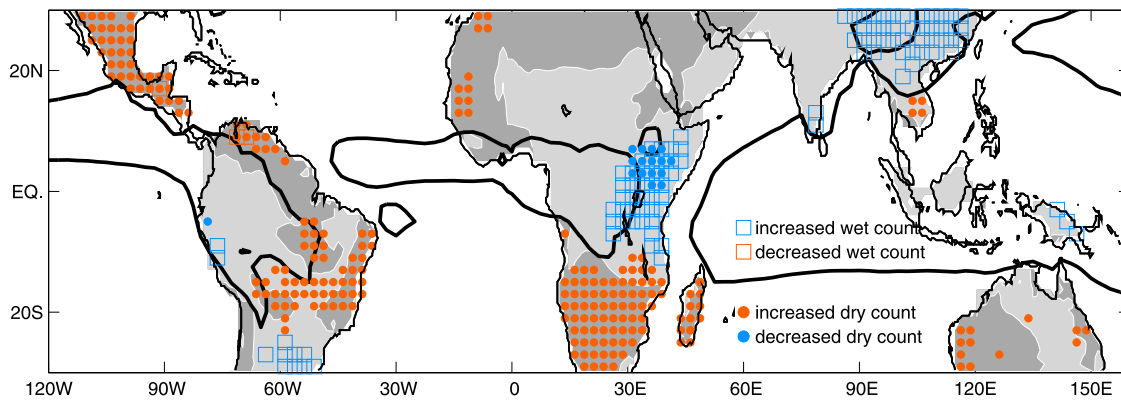 20N
EQ.
20S
increased wet count
decreased wet count
increased dry count
decreased dry count
120W 90W 60W 30W 0 30E 60E 90E 120E 150E